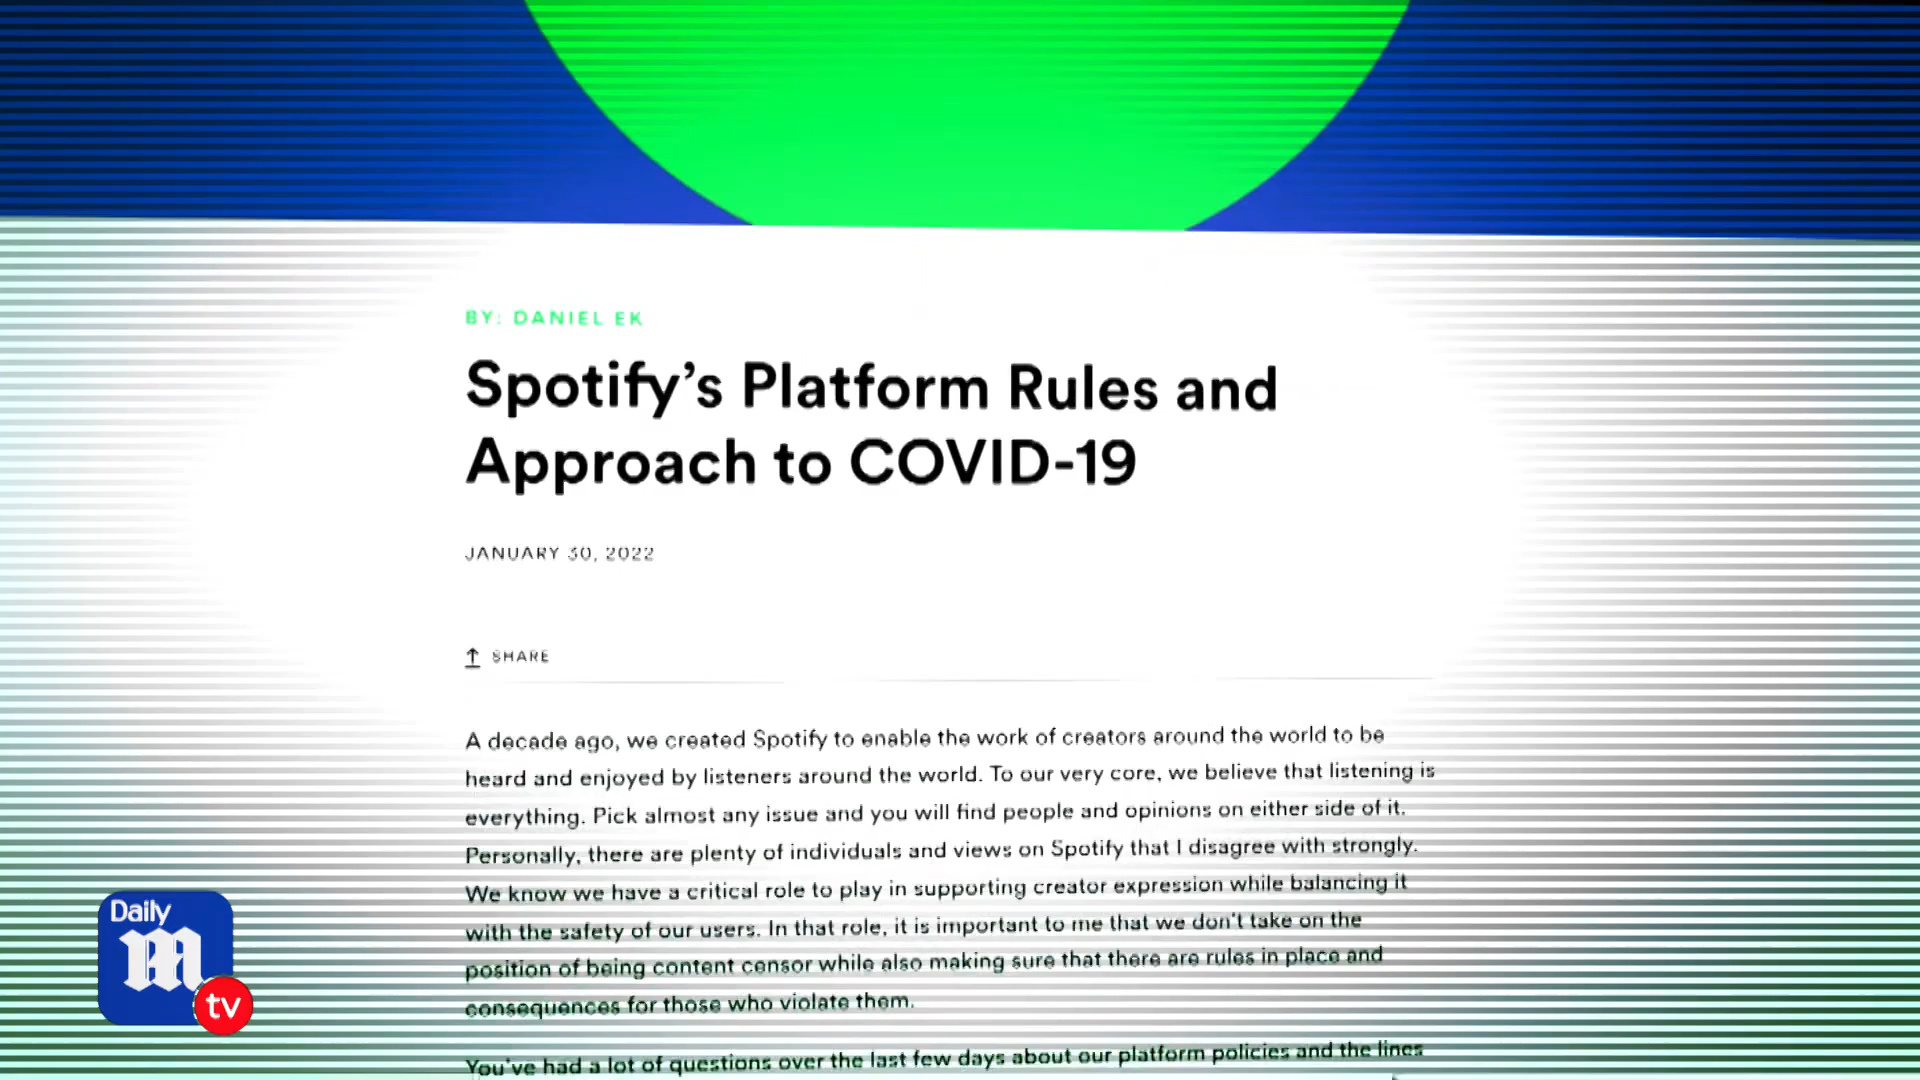 BY: DANIEL EK
Spotify’s Platform Rules and
Approach to COVID-19
JANUARY 30, 2022
SHARE
A decade ago, we created Spotify to enable the work of creators around the world to be
heard and enjoyed by listeners around the world. To our very core, we believe that listening is
everything. Pick almost any issue and you will find people and opinions on either side of it.
Personally, there are plenty of individuals and views on Spotify that I disagree with strongly.
We know we have a critical role to play in supporting creator expression while balancing it
with the safety of our users. In that role, it is important to me that we don't take on the
position of being content censor while also making sure that there are rules in place and
consequences for those who violate them.
You've had a lot of questions over the last few days about our platform policies and the lines
Daily
M
tv